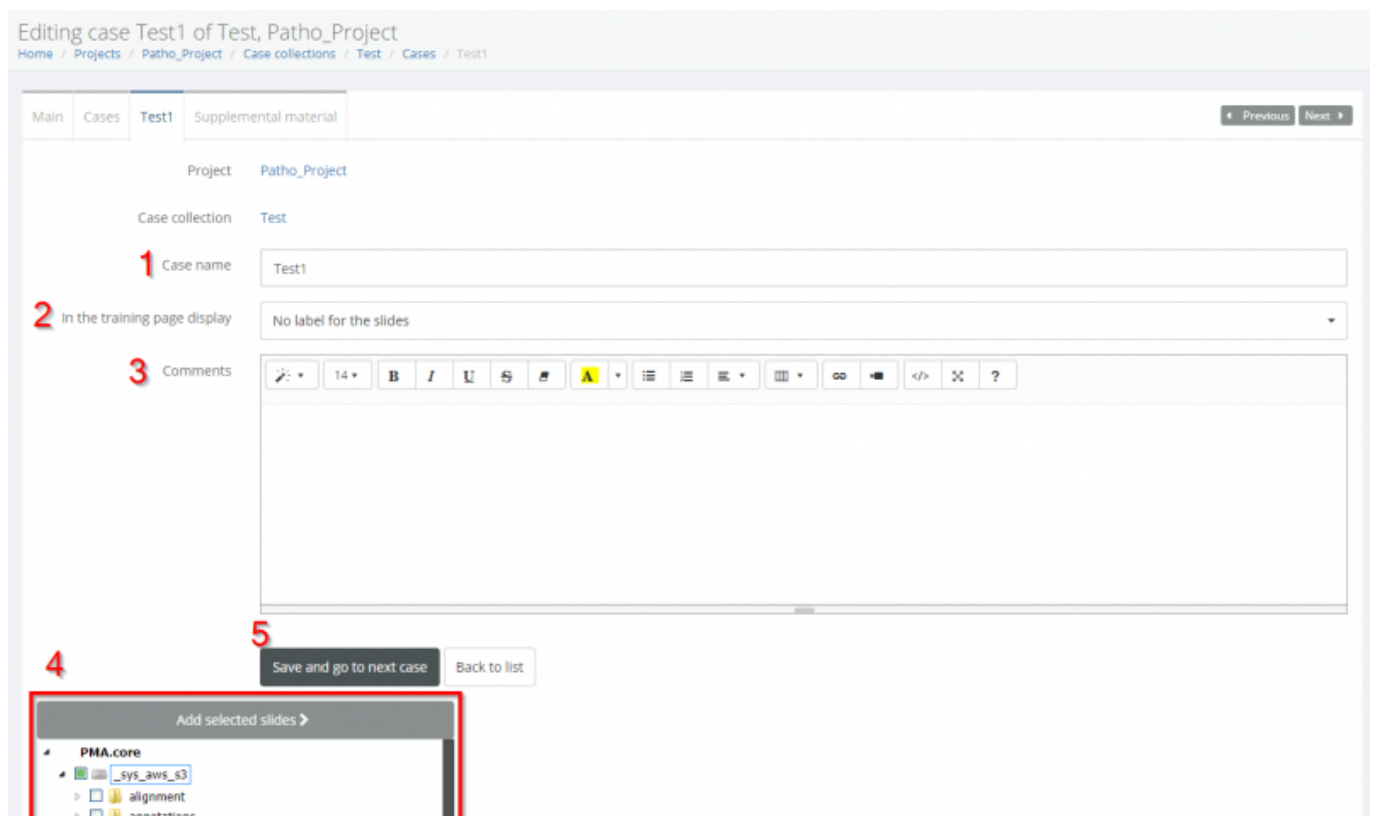 Editing case Test1 of Test, Patho_Project
Home / Projects / Patho_Project / Case collections / Test / Cases / Test1
Main Cases Test1 Supplemental material Previous Next
Project Patho_Project
Case collection Test
1 Case name Test1
2 In the training page display No label for the slides
3 Comments 14 B I U S A </> ?
5
4 Save and go to next case Back to list
Add selected slides
PMA.core
_sys_aws_s3
alignment
annotations